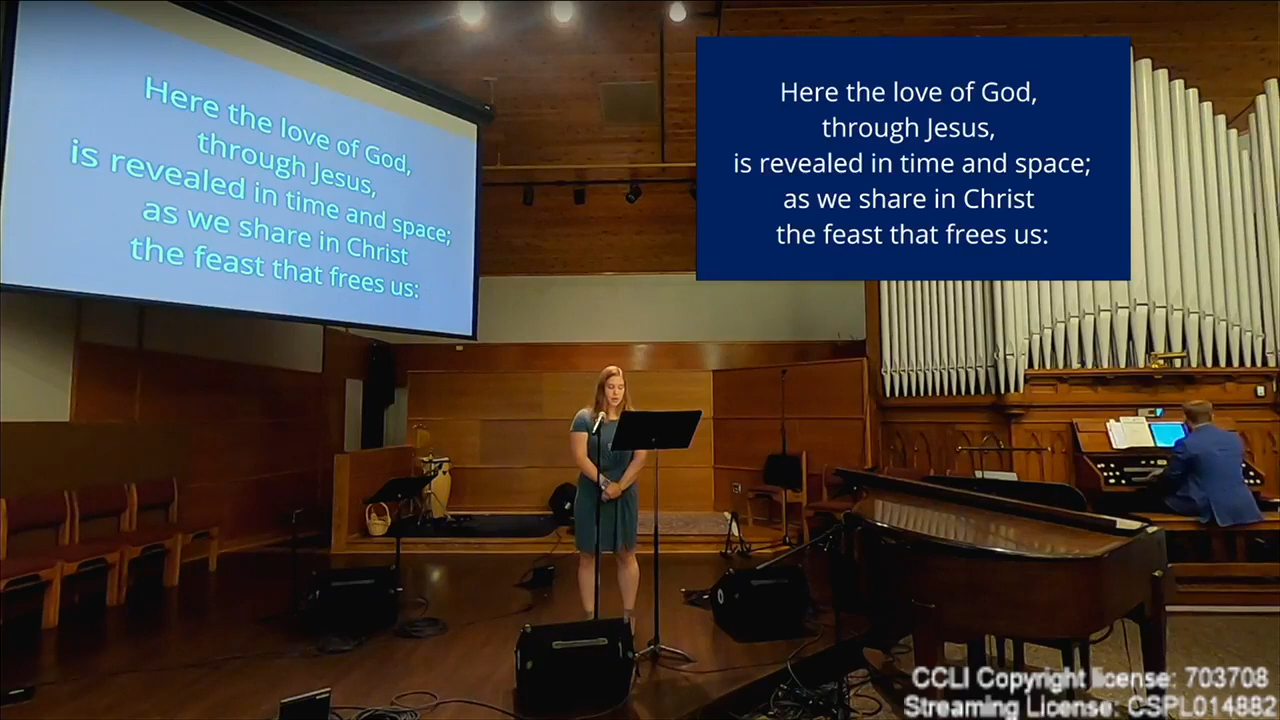 Here the love of God,
through Jesus,
is revealed in time and space;
as we share in Christ
the feast that frees us:
Here the love of God,
through Jesus,
is revealed in time and space;
as we share in Christ
the feast that frees us:
CCLI Copyright license: 703708
Streaming License: CSPL014882